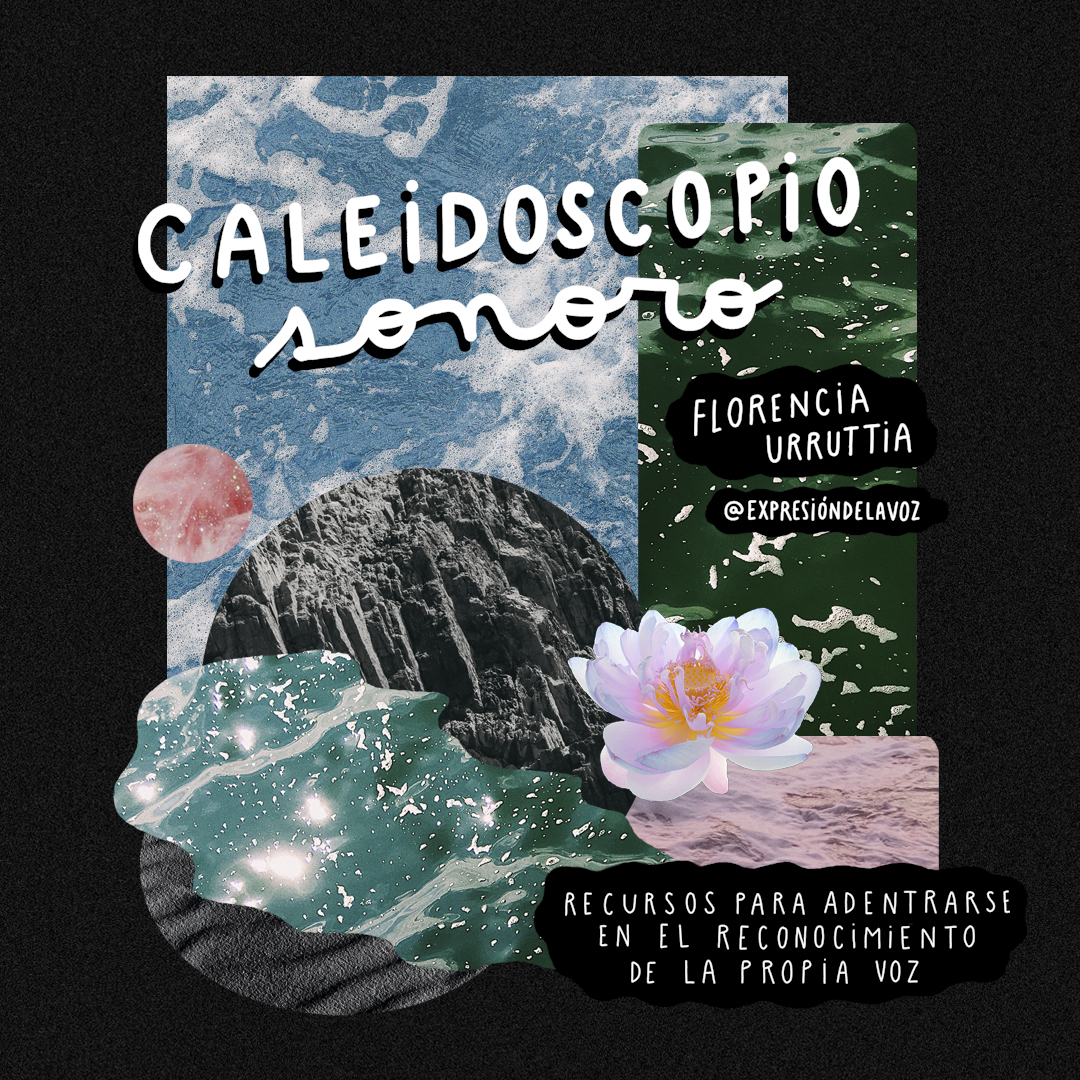 CALEiDOSCOPiO
sonoro
FLORENCiA
URRUTTiA
@EXPRESIÓNDELAVOZ
RECURSOS PARA ADENTRARSE
EN EL RECONOCiMiENTO
DE LA PROPiA VOZ